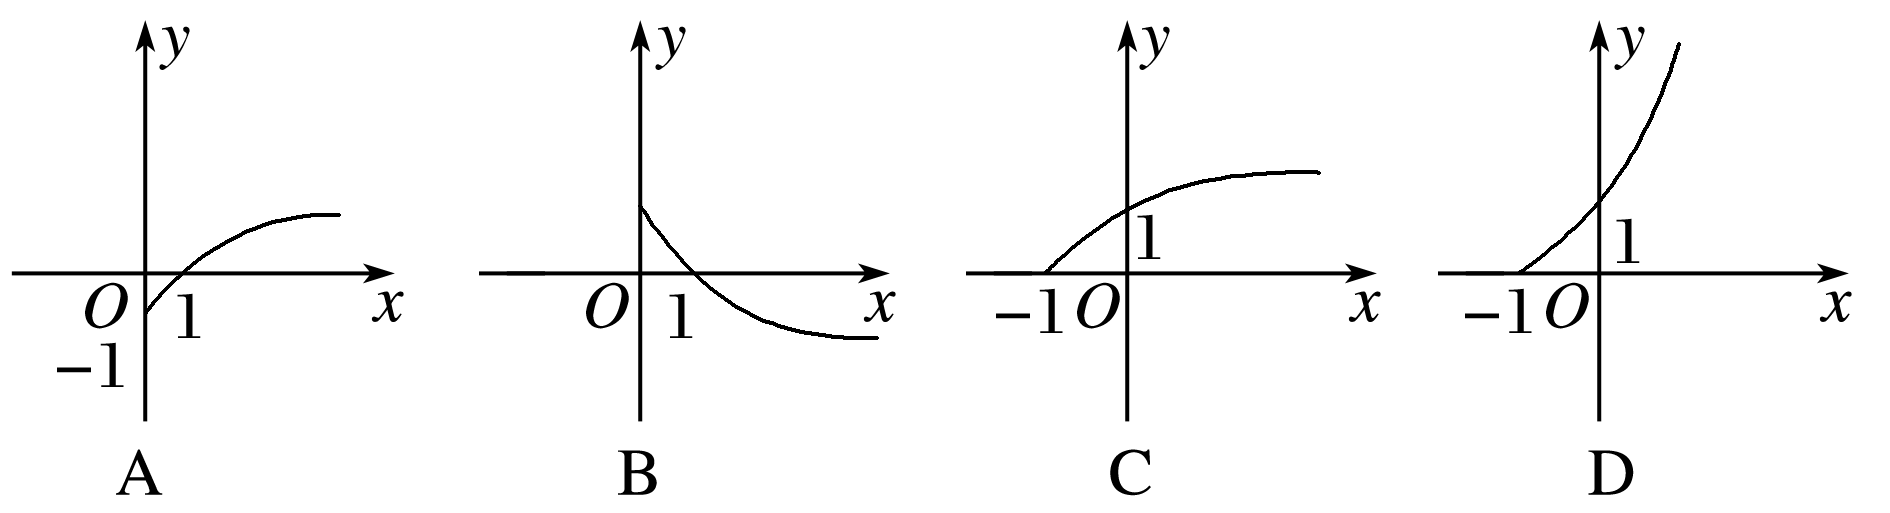 y y y y
1 1
O 1 x O 1 x −1 O x −1 O x
−1
A B C D